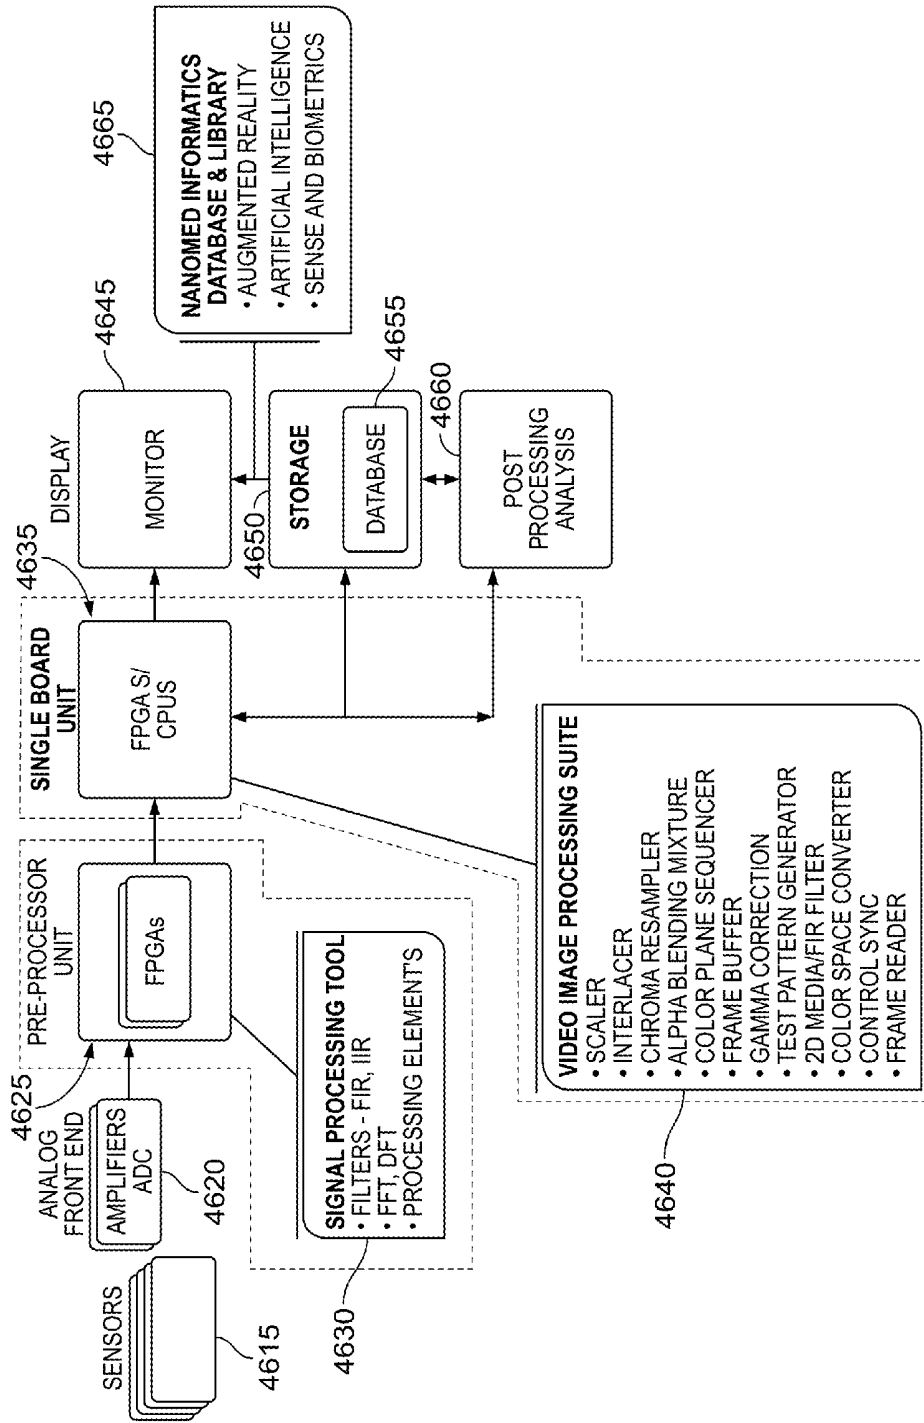 SENSORS
4615
ANALOG
FRONT END
AMPLIFIERS
ADC
4620
4625
PRE-PROCESSOR
UNIT
FPGAs
SIGNAL PROCESSING TOOL
• FILTERS - FIR, IIR
• FFT, DFT
• PROCESSING ELEMENT'S
4630
SINGLE BOARD
UNIT
4635
FPGA S/
CPUS
VIDEO IMAGE PROCESSING SUITE
• SCALER
• INTERLACER
• CHROMA RESAMPLER
• ALPHA BLENDING MIXTURE
• COLOR PLANE SEQUENCER
• FRAME BUFFER
• GAMMA CORRECTION
• TEST PATTERN GENERATOR
• 2D MEDIA/FIR FILTER
• COLOR SPACE CONVERTER
• CONTROL SYNC
• FRAME READER
4640
DISPLAY
4645
MONITOR
4650
STORAGE
DATABASE
4655
4660
POST
PROCESSING
ANALYSIS
4665
NANOMED INFORMATICS
DATABASE & LIBRARY
• AUGMENTED REALITY
• ARTIFICIAL INTELLIGENCE
• SENSE AND BIOMETRICS